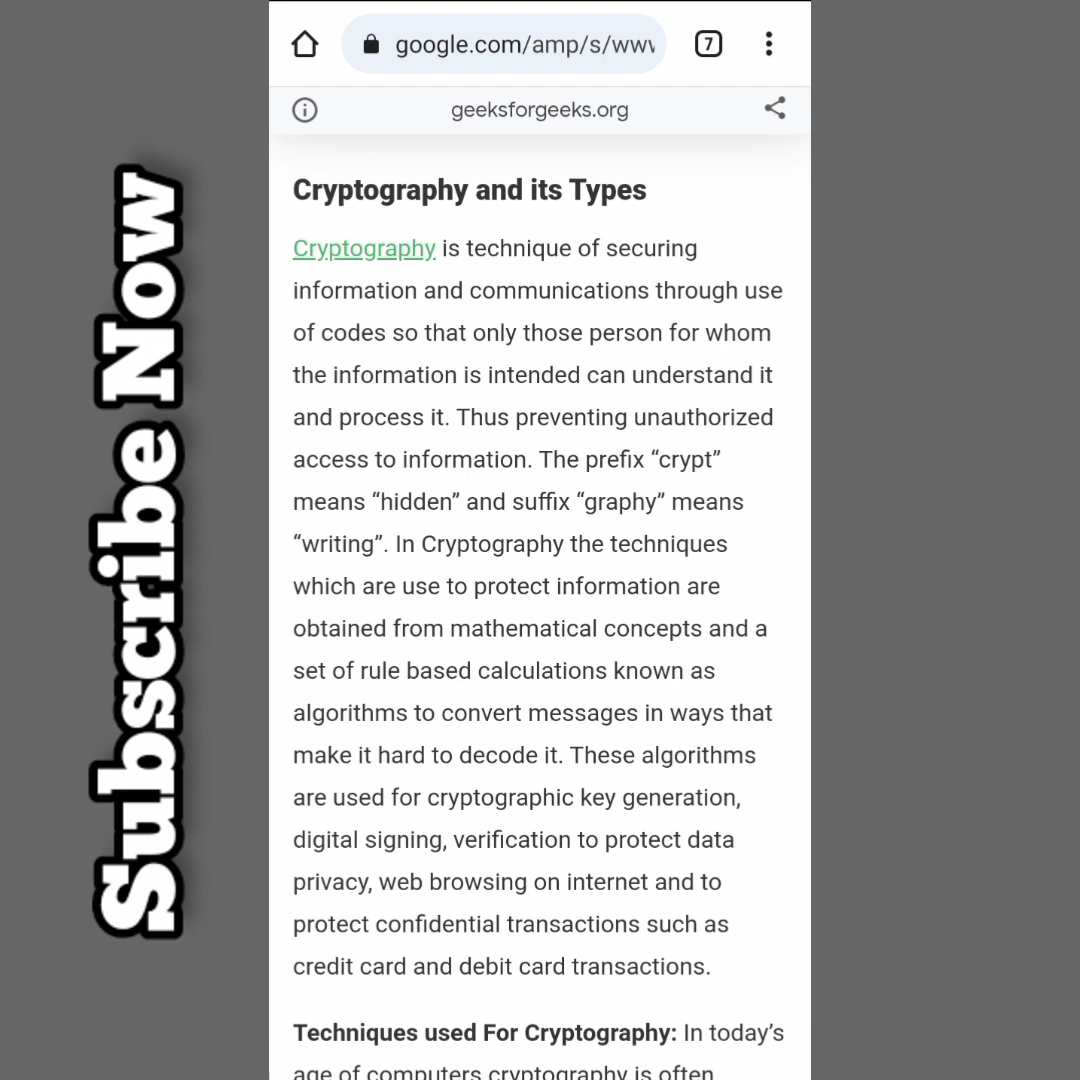 google.com/amp/s/www
7
geeksforgeeks.org
Cryptography and its Types
Cryptography is technique of securing
information and communications through use
of codes so that only those person for whom
the information is intended can understand it
and process it. Thus preventing unauthorized
access to information. The prefix “crypt”
means “hidden” and suffix “graphy” means
“writing”. In Cryptography the techniques
which are use to protect information are
obtained from mathematical concepts and a
set of rule based calculations known as
algorithms to convert messages in ways that
make it hard to decode it. These algorithms
are used for cryptographic key generation,
digital signing, verification to protect data
privacy, web browsing on internet and to
protect confidential transactions such as
credit card and debit card transactions.
Techniques used For Cryptography: In today’s
age of computers cryptography is often
Subscribe Now